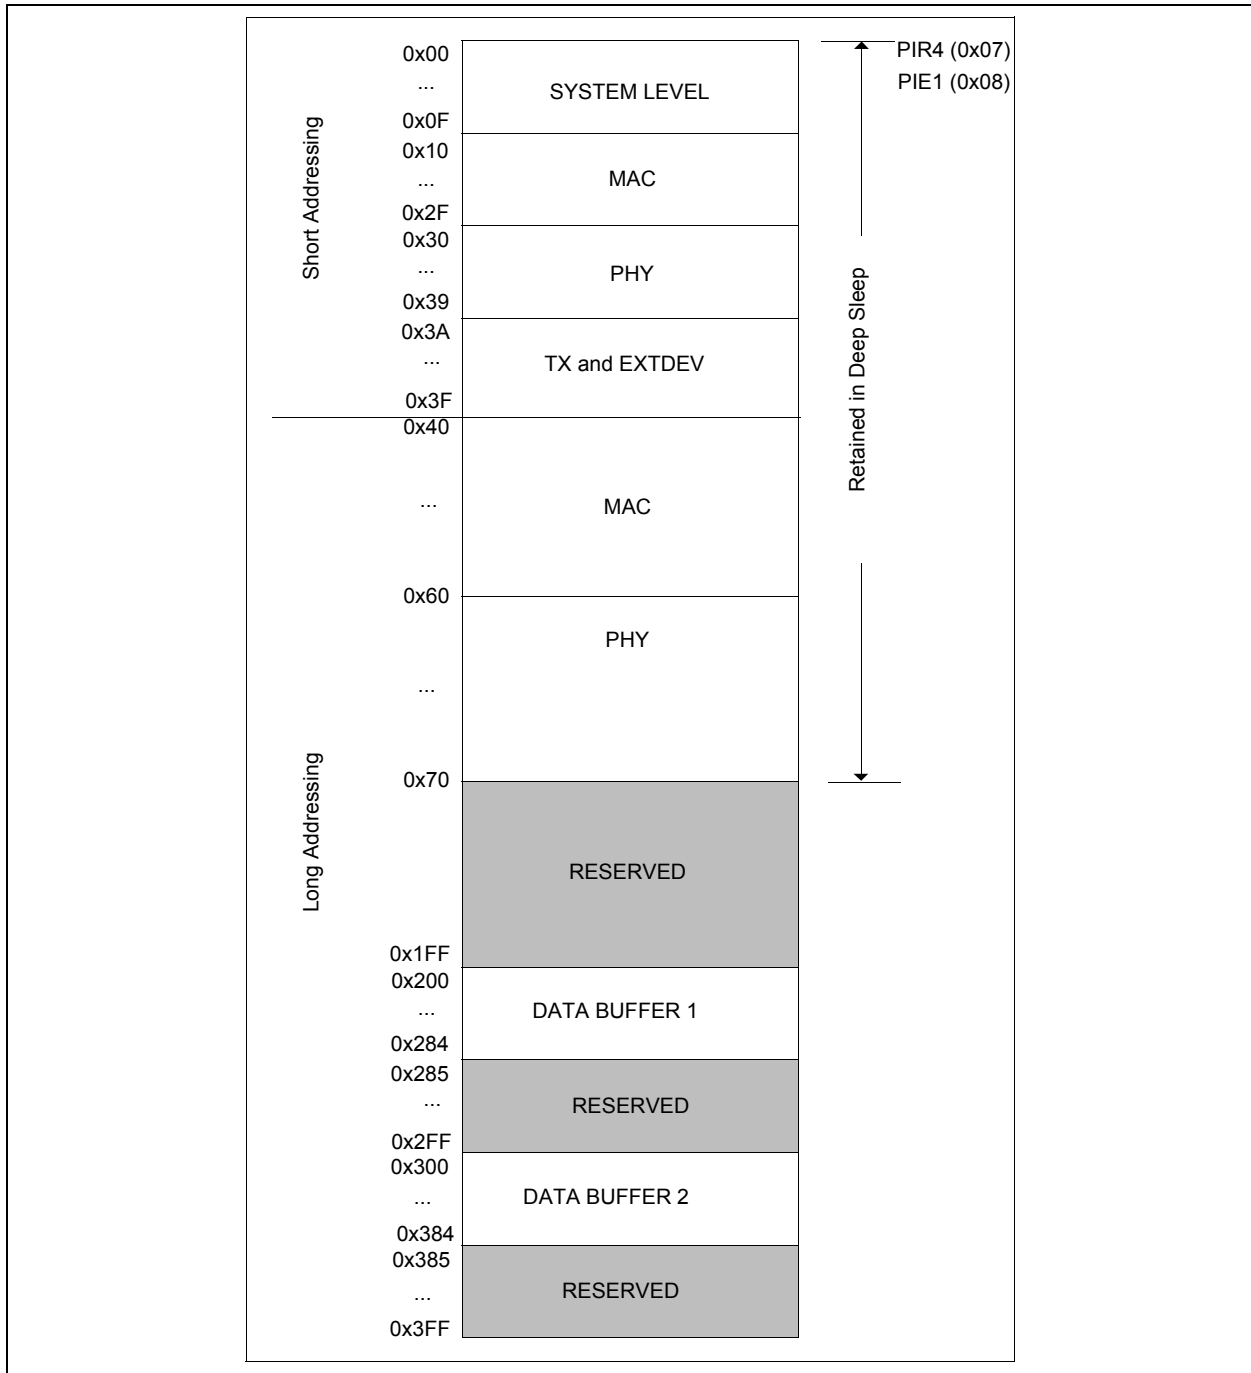 0x00
PIR4 (0x07)
...
PIE1 (0x08)
SYSTEM LEVEL
0x0F
Short Addressing
0x10
...
MAC
0x2F
0x30
...
PHY
0x39
0x3A
...
TX and EXTDEV
0x3F
Retained in Deep Sleep
0x40
...
MAC
0x60
PHY
...
Long Addressing
0x70
RESERVED
0x1FF
0x200
...
DATA BUFFER 1
0x284
0x285
...
RESERVED
0x2FF
0x300
...
DATA BUFFER 2
0x384
0x385
...
RESERVED
0x3FF